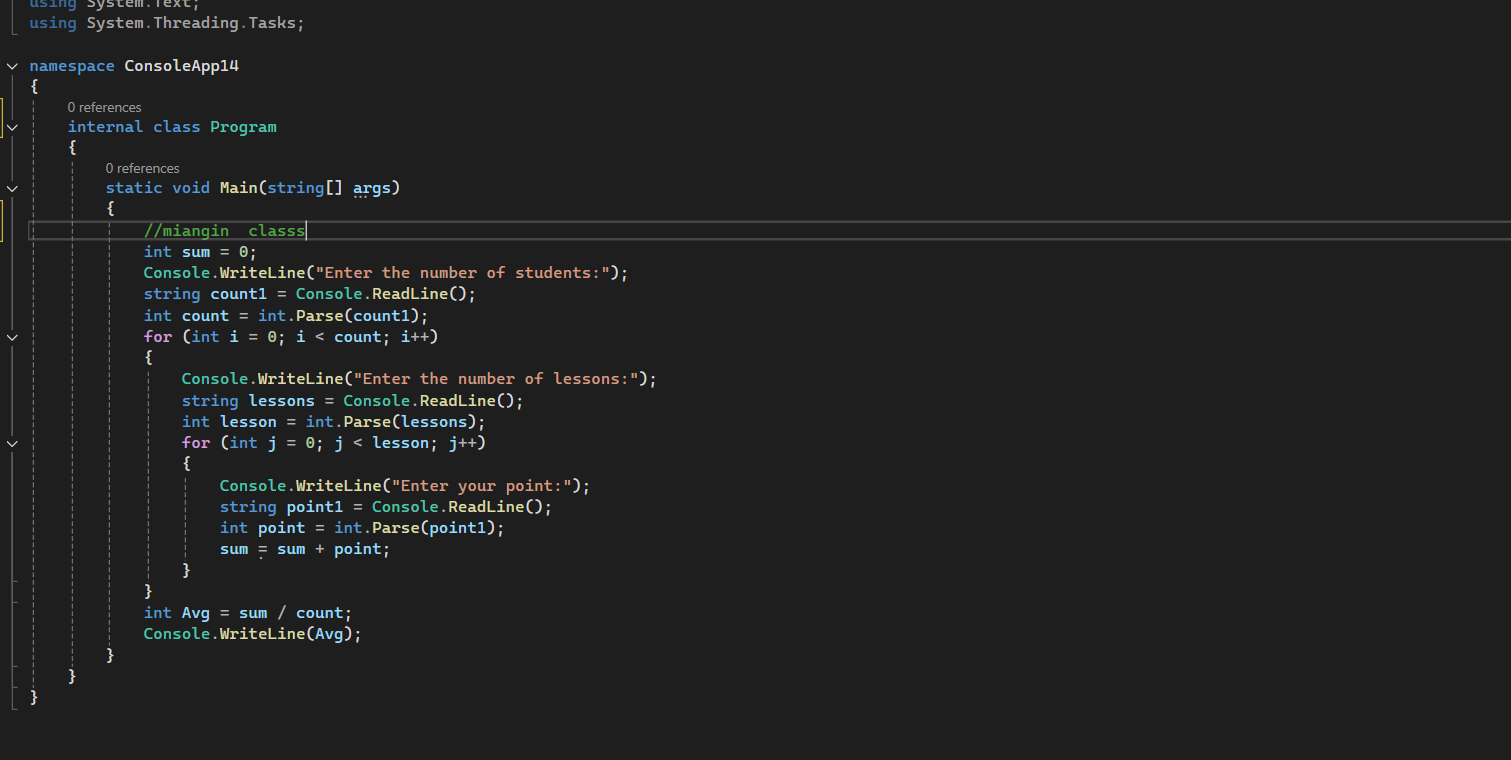 using System.Text;
using System.Threading.Tasks;
namespace ConsoleApp14
{
0 references
internal class Program
{
0 references
static void Main(string[] args)
{
//miangin  classs
int sum = 0;
Console.WriteLine("Enter the number of students:");
string count1 = Console.ReadLine();
int count = int.Parse(count1);
for (int i = 0; i < count; i++)
{
Console.WriteLine("Enter the number of lessons:");
string lessons = Console.ReadLine();
int lesson = int.Parse(lessons);
for (int j = 0; j < lesson; j++)
{
Console.WriteLine("Enter your point:");
string point1 = Console.ReadLine();
int point = int.Parse(point1);
sum = sum + point;
}
}
int Avg = sum / count;
Console.WriteLine(Avg);
}
}
}